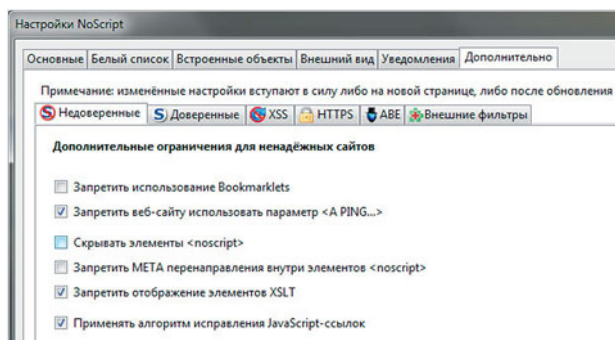 Настройки NoScript
Основные Белый список Встроенные объекты Внешний вид Уведомления Дополнительно
Примечание: изменённые настройки вступают в силу либо на новой странице, либо после обновления
Недоверенные Доверенные XSS HTTPS ABE Внешние фильтры
Дополнительные ограничения для ненадёжных сайтов
Запретить использование Bookmarklets
Запретить веб-сайту использовать параметр <A PING...>
Скрывать элементы <noscript>
Запретить META перенаправления внутри элементов <noscript>
Запретить отображение элементов XSLT
Применять алгоритм исправления JavaScript-ссылок